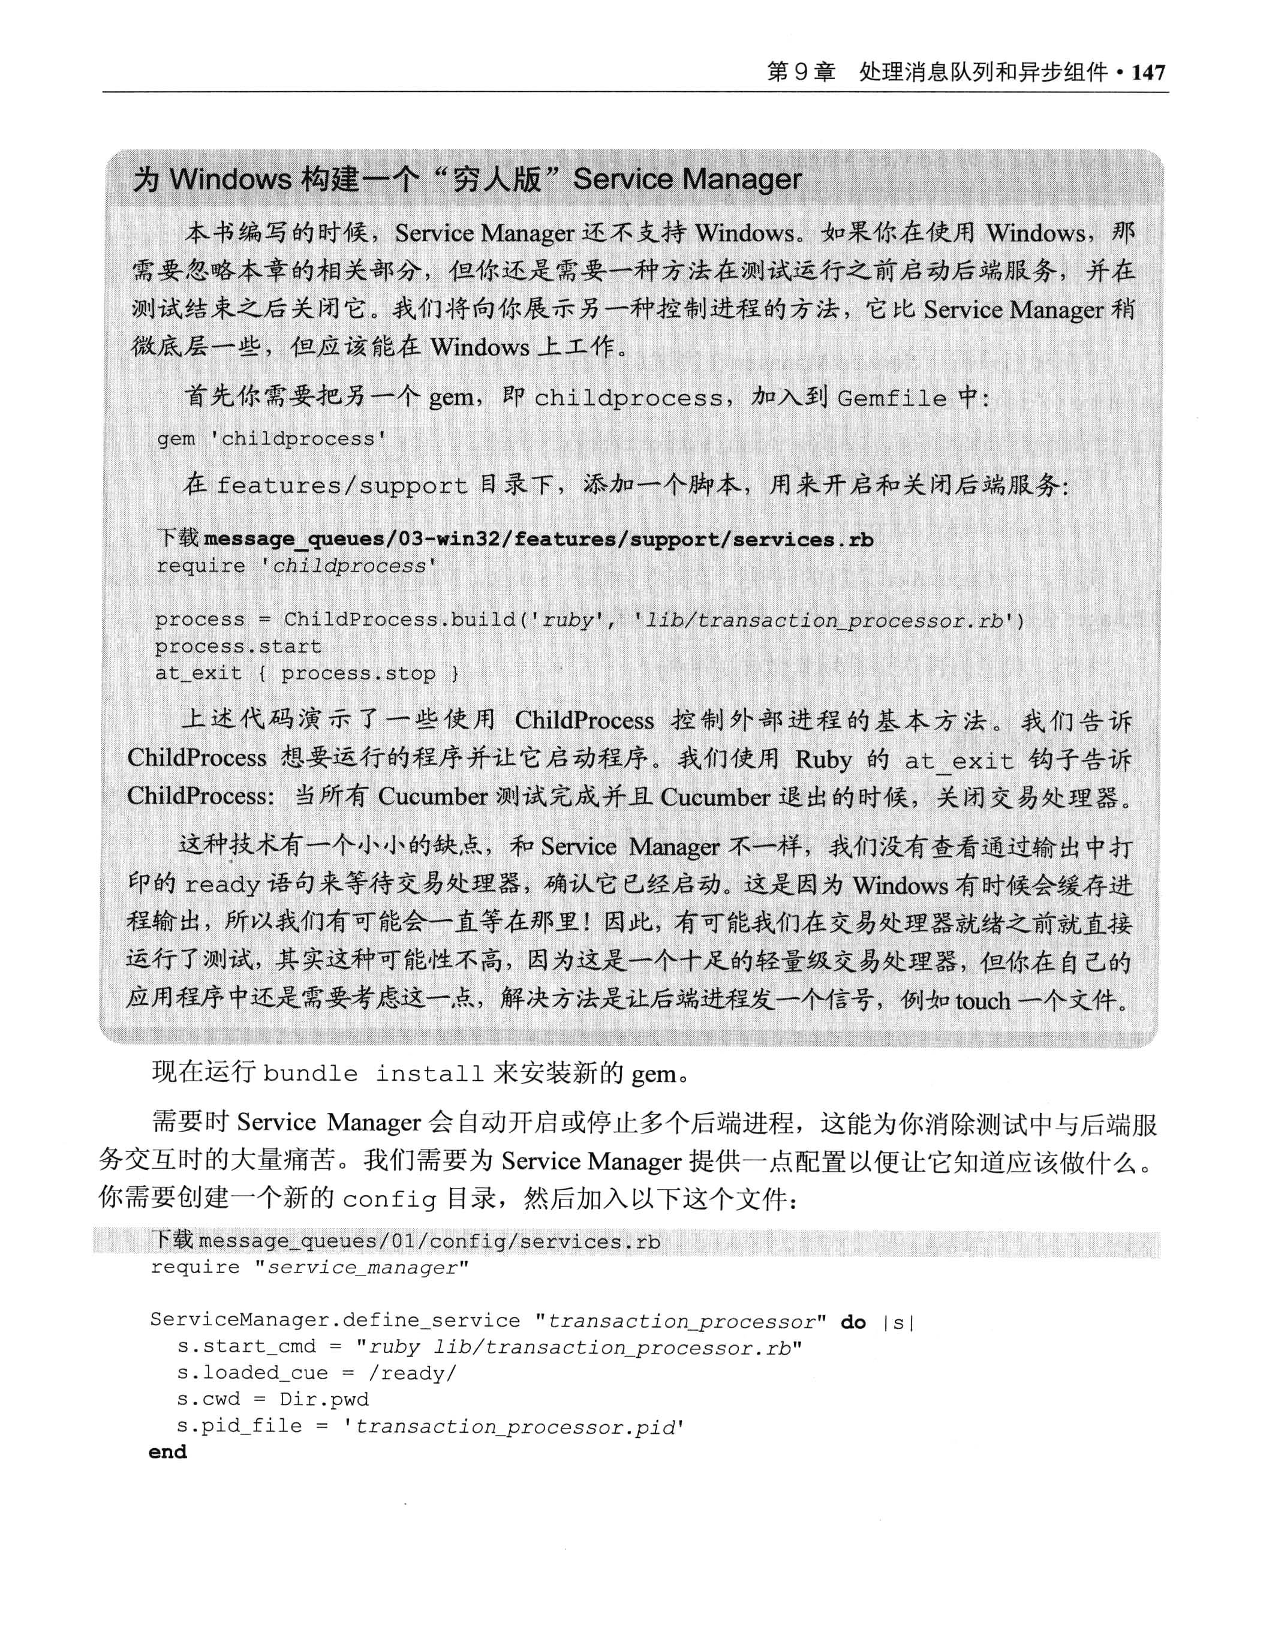 第9章 处理消息队列和异步组件·147
为 Windows 构建一个“穷人版”Service Manager
本书编写的时候，Service Manager 还不支持 Windows。如果你在使用 Windows，那
需要忽略本章的相关部分，但你还是需要一种方法在测试运行之前启动后端服务，并在
测试结束之后关闭它。我们将向你展示另一种控制进程的方法，它比 Service Manager 稍
微底层一些，但应该能在 Windows 上工作。
首先你需要把另一个 gem，即 childprocess，加入到 Gemfile 中：
gem 'childprocess'
在 features/support 目录下，添加一个脚本，用来开启和关闭后端服务：
下载 message_queues/03-win32/features/support/services.rb
require 'childprocess'
process = ChildProcess.build('ruby', 'lib/transaction_processor.rb')
process.start
at_exit { process.stop }
上述代码演示了一些使用 ChildProcess 控制外部进程的基本方法。我们告诉
ChildProcess 想要运行的程序并让它启动程序。我们使用 Ruby 的 at_exit 钩子告诉
ChildProcess：当所有 Cucumber 测试完成并且 Cucumber 退出的时候，关闭交易处理器。
这种技术有一个小小的缺点，和 Service Manager 不一样，我们没有查看通过输出中打
印的 ready 语句来等待交易处理器，确认它已经启动。这是因为 Windows 有时候会缓存进
程输出，所以我们有可能会一直等在那里！因此，有可能我们在交易处理器就绪之前就直接
运行了测试，其实这种可能性不高，因为这是一个十足的轻量级交易处理器，但你在自己的
应用程序中还是需要考虑这一点，解决方法是让后端进程发一个信号，例如 touch 一个文件。
现在运行 bundle install 来安装新的 gem。
需要时 Service Manager 会自动开启或停止多个后端进程，这能为你消除测试中与后端服
务交互时的大量痛苦。我们需要为 Service Manager 提供一点配置以便让它知道应该做什么。
你需要创建一个新的 config 目录，然后加入以下这个文件：
下载 message_queues/01/config/services.rb
require "service_manager"
ServiceManager.define_service "transaction_processor" do |s|
s.start_cmd = "ruby lib/transaction_processor.rb"
s.loaded_cue = /ready/
s.cwd = Dir.pwd
s.pid_file = 'transaction_processor.pid'
end